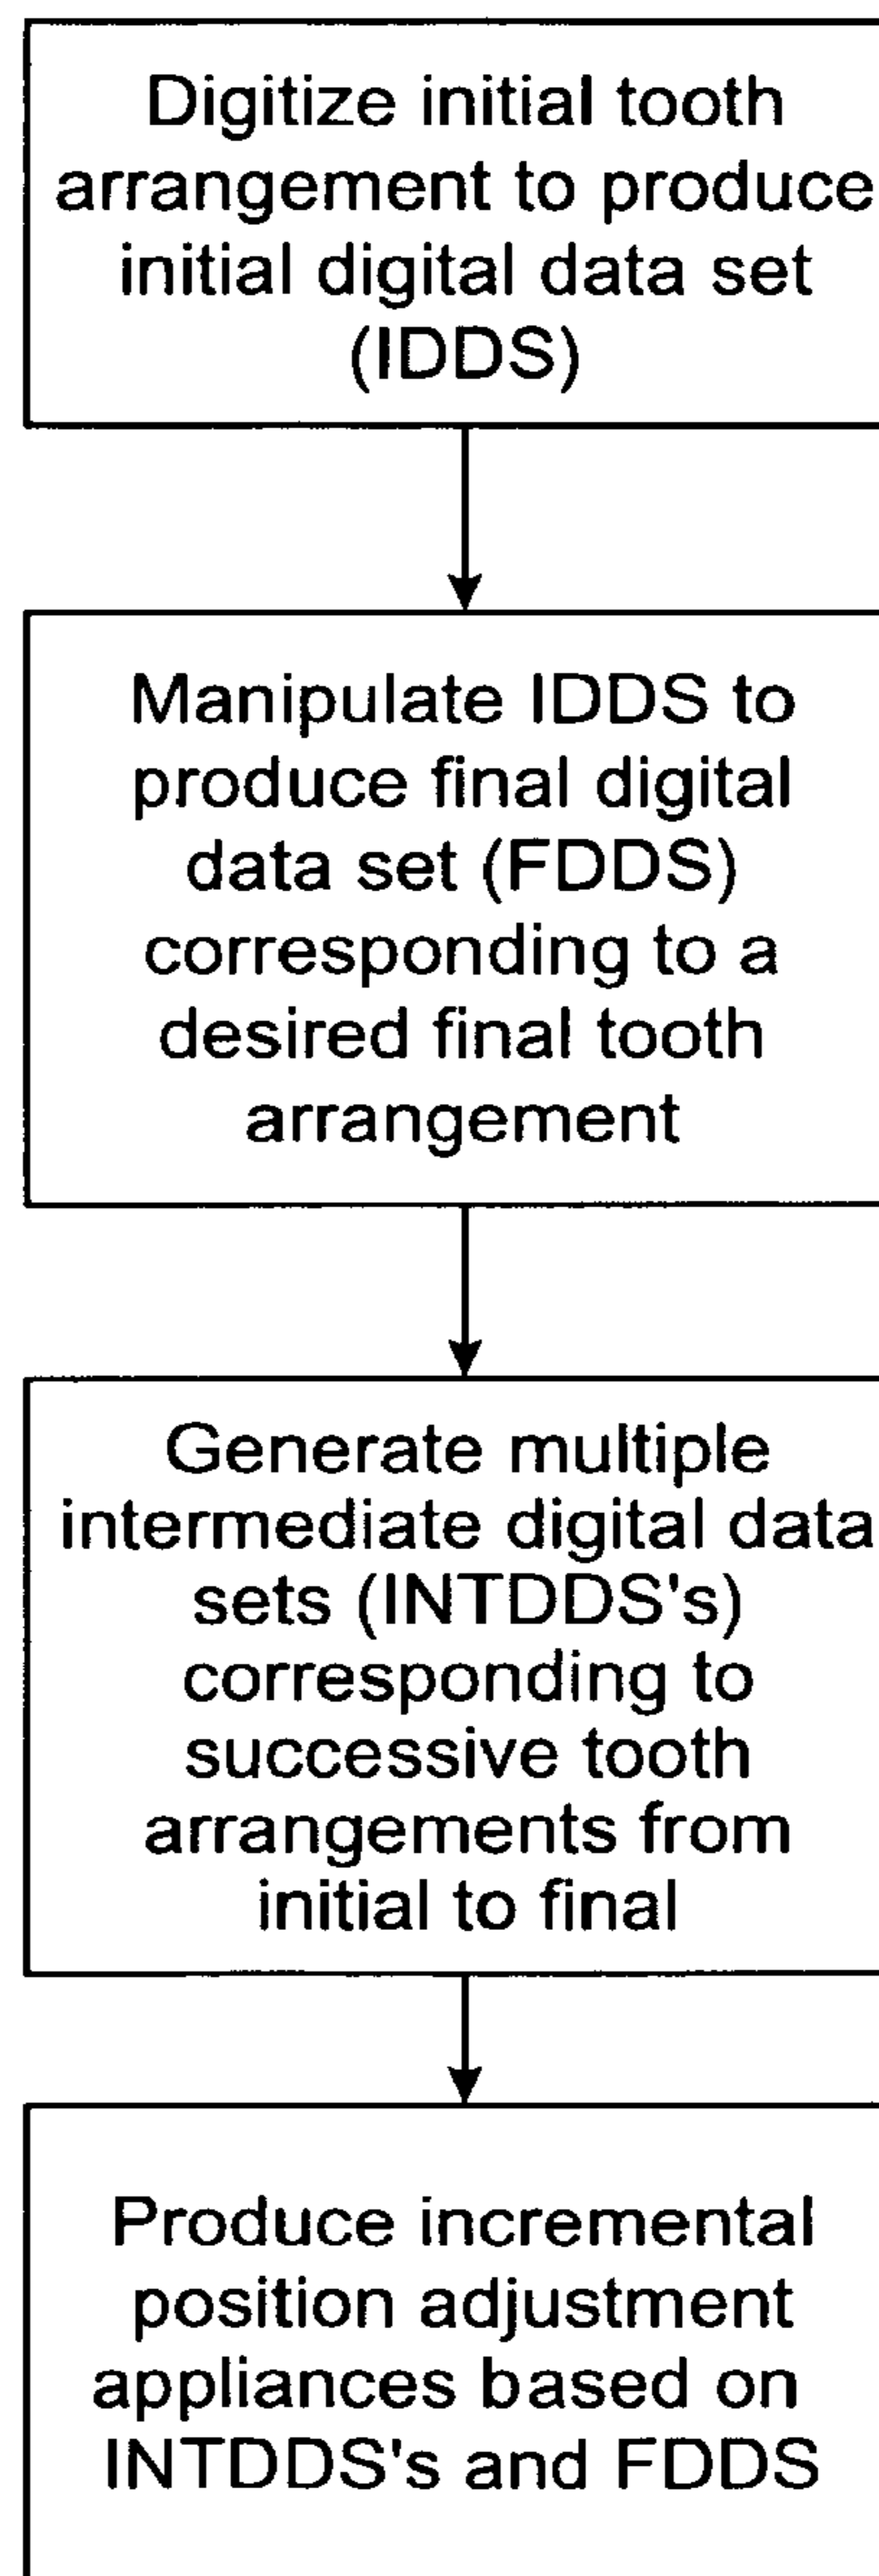 Digitize initial tooth
arrangement to produce
initial digital data set
(IDDS)
Manipulate IDDS to
produce final digital
data set (FDDS)
corresponding to a
desired final tooth
arrangement
Generate multiple
intermediate digital data
sets (INTDDS's)
corresponding to
successive tooth
arrangements from
initial to final
Produce incremental
position adjustment
appliances based on
INTDDS's and FDDS